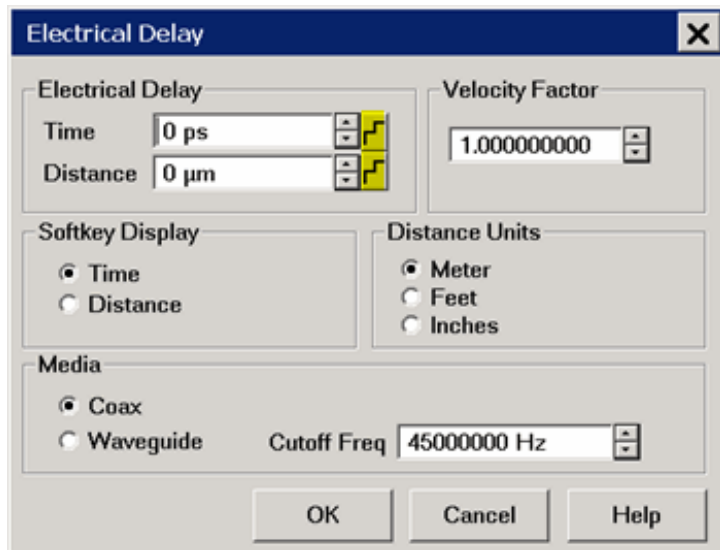 Electrical Delay
Electrical Delay
Time 0 ps
Distance 0 µm
Velocity Factor
1.000000000
Softkey Display
Time
Distance
Distance Units
Meter
Feet
Inches
Media
Coax
Waveguide Cutoff Freq 45000000 Hz
OK Cancel Help